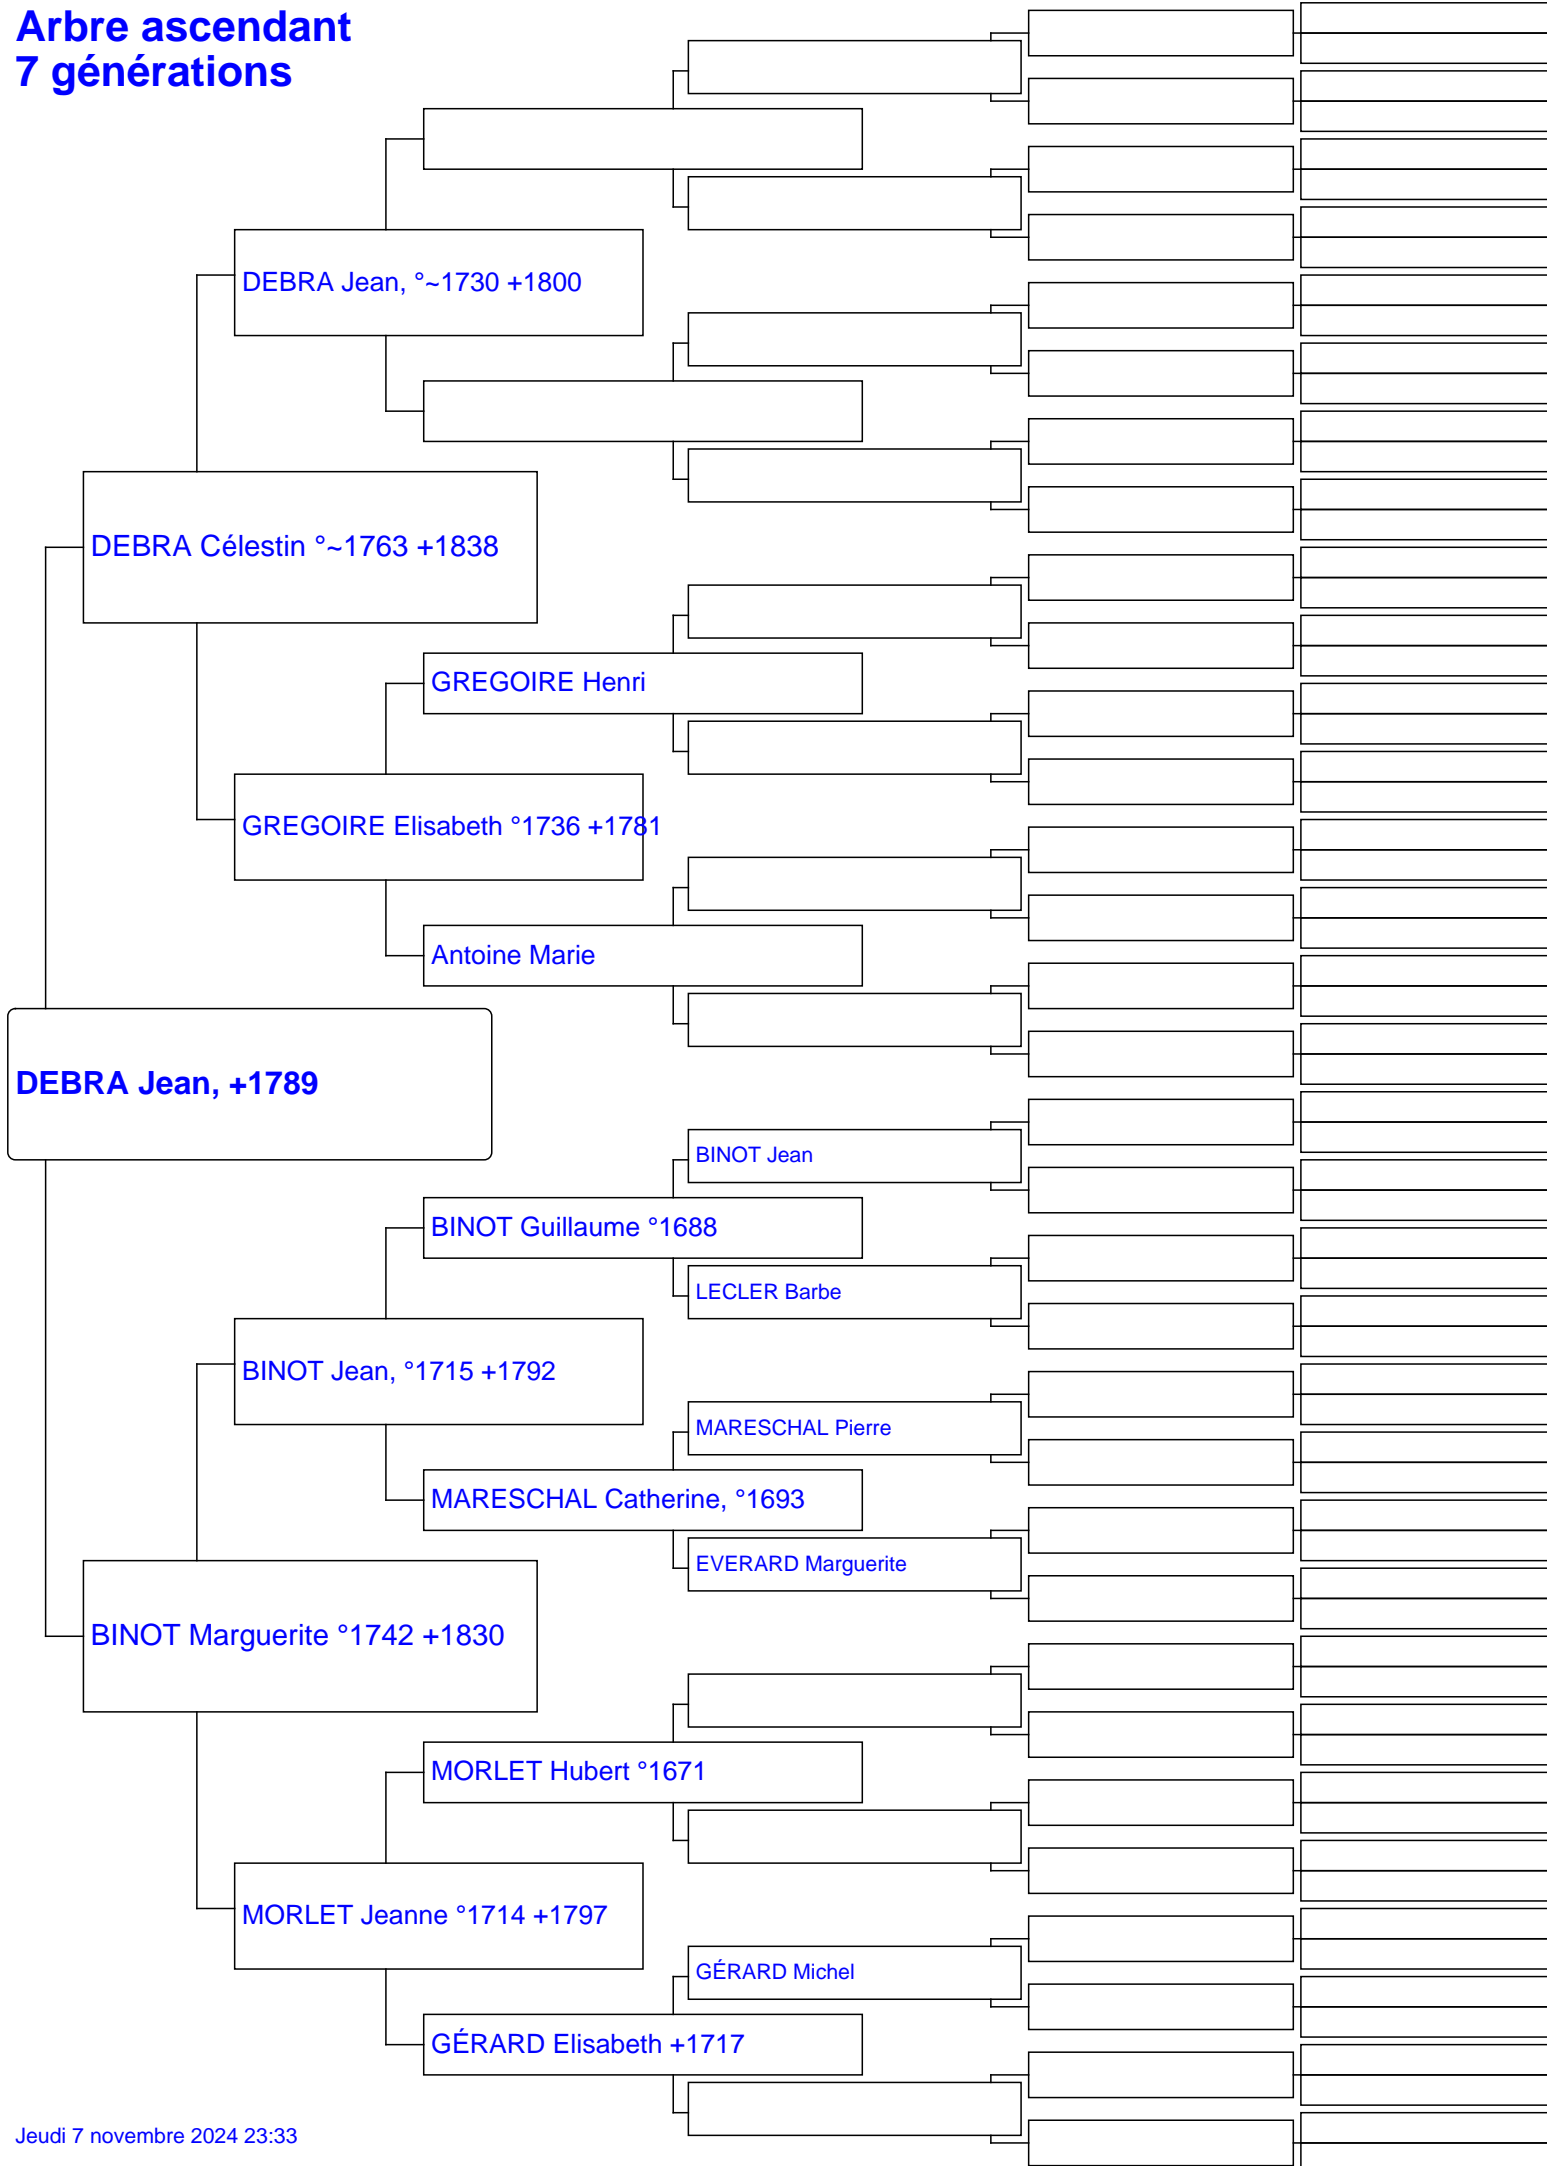 Arbre ascendant
7 générations
DEBRA Jean, °~1730 +1800
DEBRA Célestin °~1763 +1838
GREGOIRE Henri
GREGOIRE Elisabeth °1736 +1781
Antoine Marie
DEBRA Jean, +1789
BINOT Jean
BINOT Guillaume °1688
LECLER Barbe
BINOT Jean, °1715 +1792
MARESCHAL Pierre
MARESCHAL Catherine, °1693
EVERARD Marguerite
BINOT Marguerite °1742 +1830
MORLET Hubert °1671
MORLET Jeanne °1714 +1797
GÉRARD Michel
GÉRARD Elisabeth +1717
Jeudi 7 novembre 2024 23:33